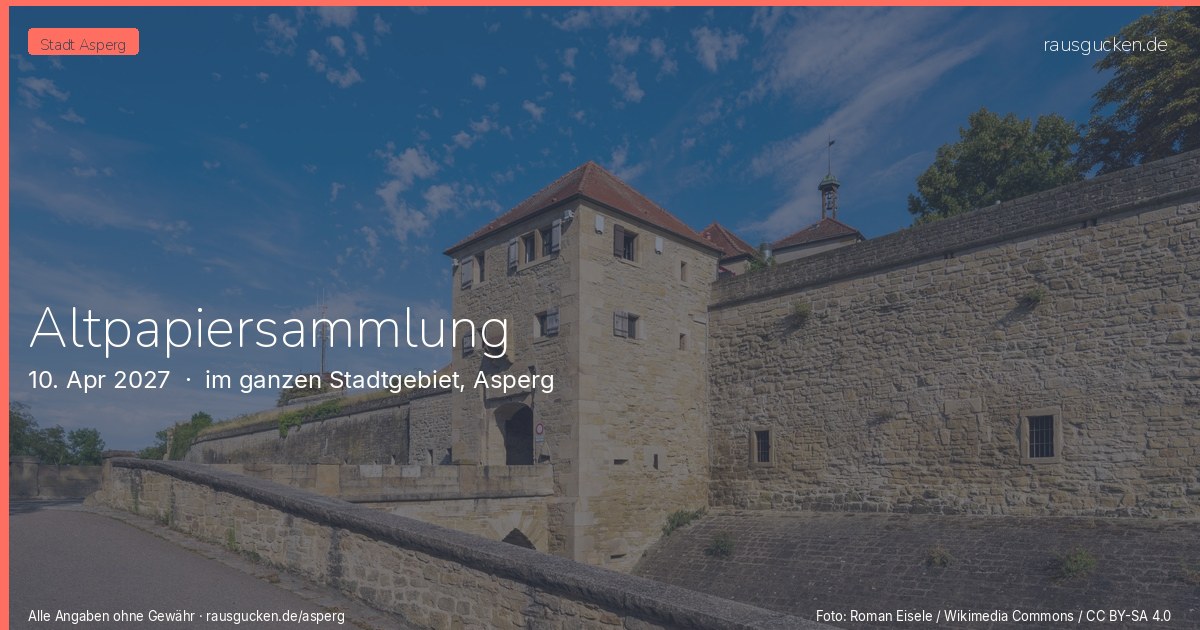 Stadt Asperg
rausgucken.de
Altpapiersammlung
10. Apr 2027 · im ganzen Stadtgebiet, Asperg
Alle Angaben ohne Gewähr · rausgucken.de/asperg
Foto: Roman Eisele / Wikimedia Commons / CC BY-SA 4.0